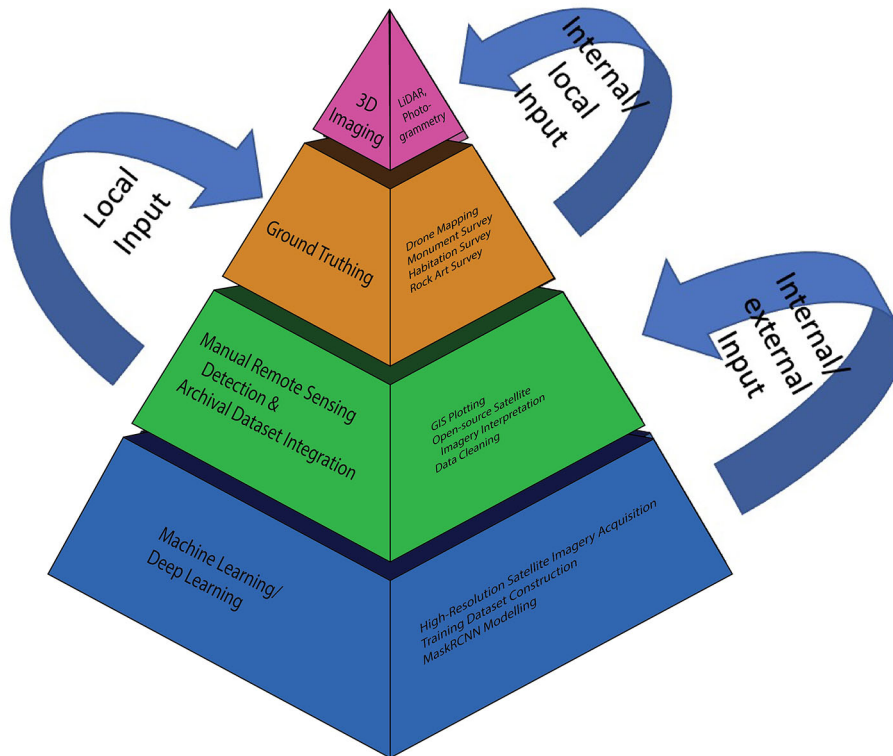 3D
Imaging
LiDAR,
Photo-
grammetry
Internal/
local
Input
Local
Input
Ground Truthing
Drone Mapping
Monument Survey
Habitation Survey
Rock Art Survey
Internal/
external
Input
Manual Remote Sensing
Detection &
Archival Dataset Integration
GIS Plotting
Open-source Satellite
Imagery Interpretation
Data Cleaning
Machine Learning/
Deep Learning
High-Resolution Satellite Imagery Acquisition
Training Dataset Construction
MaskRCNN Modelling